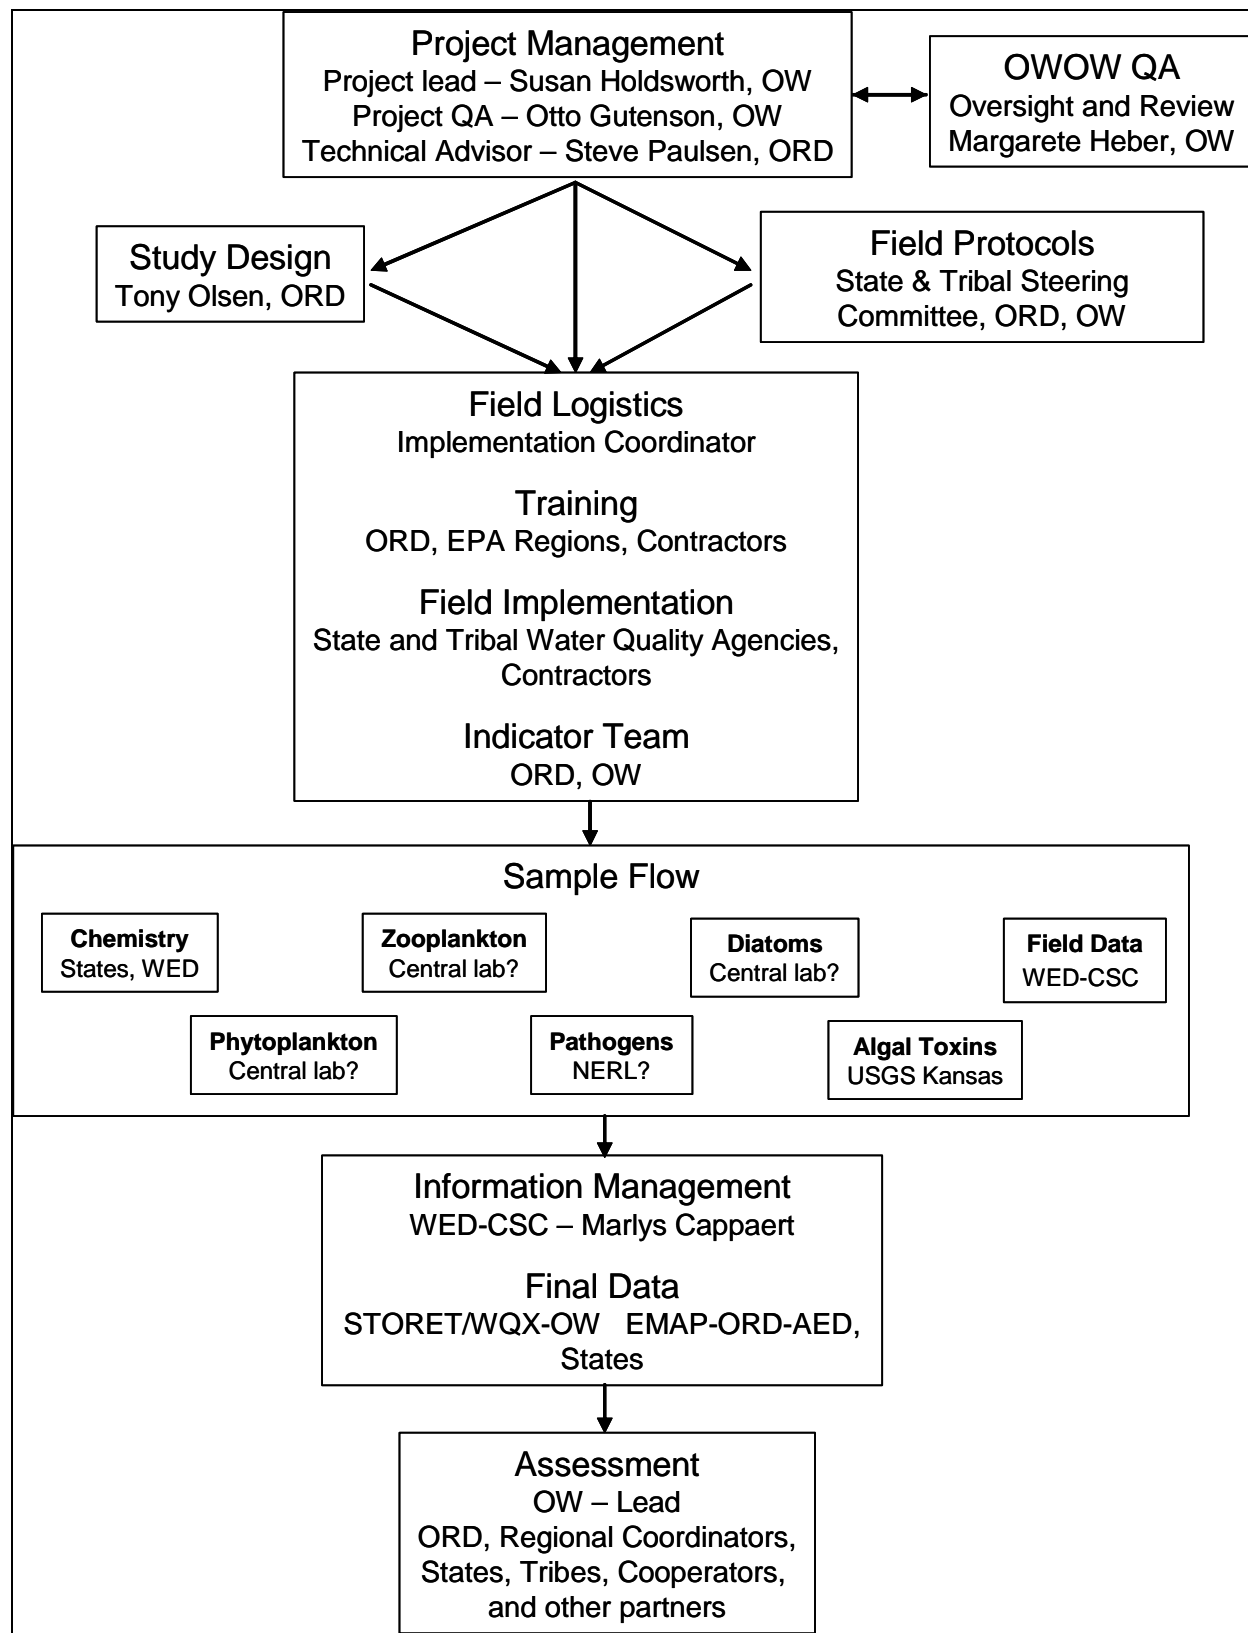 Project Management
Project lead – Susan Holdsworth, OW
Project QA – Otto Gutenson, OW
Technical Advisor – Steve Paulsen, ORD
OWOW QA
Oversight and Review
Margarete Heber, OW
Study Design
Tony Olsen, ORD
Field Protocols
State & Tribal Steering
Committee, ORD, OW
Field Logistics
Implementation Coordinator
Training
ORD, EPA Regions, Contractors
Field Implementation
State and Tribal Water Quality Agencies,
Contractors
Indicator Team
ORD, OW
Sample Flow
Chemistry
States, WED
Zooplankton
Central lab?
Diatoms
Central lab?
Field Data
WED-CSC
Phytoplankton
Central lab?
Pathogens
NERL?
Algal Toxins
USGS Kansas
Information Management
WED-CSC – Marlys Cappaert
Final Data
STORET/WQX-OW EMAP-ORD-AED,
States
Assessment
OW – Lead
ORD, Regional Coordinators,
States, Tribes, Cooperators,
and other partners